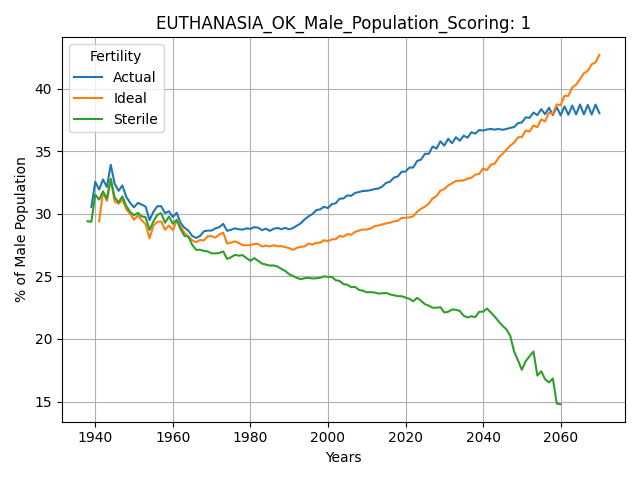 EUTHANASIA_OK_Male_Population_Scoring: 1
Fertility
Actual
Ideal
Sterile
% of Male Population
40
35
30
25
20
15
1940 1960 1980 2000 2020 2040 2060
Years